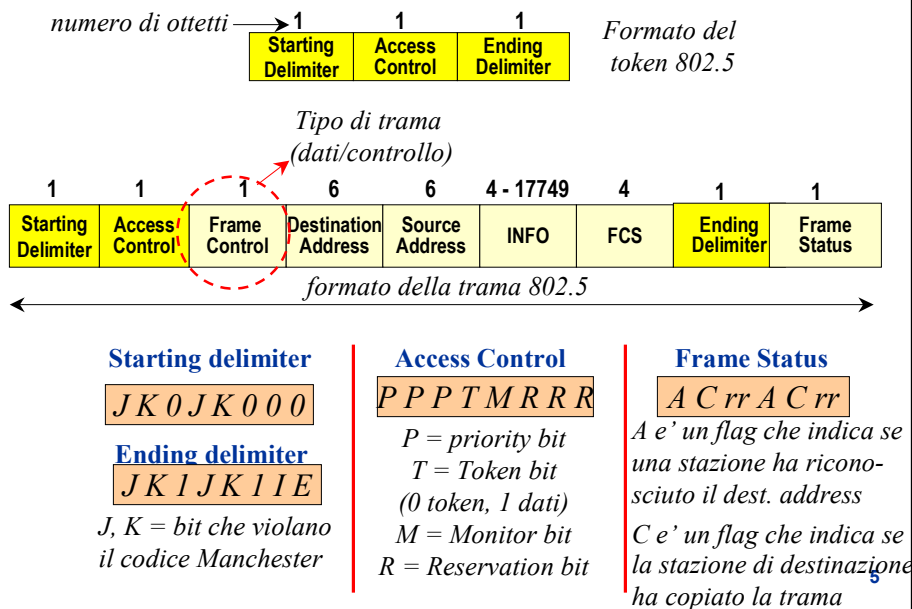 numero di ottetti
1 1 1
Starting Delimiter
Access Control
Ending Delimiter
Formato del
token 802.5
Tipo di trama
(dati/controllo)
1 1 1 6 6 4 - 17749 4 1 1
Starting Delimiter
Access Control
Frame Control
Destination Address
Source Address
INFO
FCS
Ending Delimiter
Frame Status
formato della trama 802.5
Starting delimiter
J K 0 J K 0 0 0
Ending delimiter
J K 1 J K 1 I E
J, K = bit che violano
il codice Manchester
Access Control
P P P T M R R R
P = priority bit
T = Token bit
(0 token, 1 dati)
M = Monitor bit
R = Reservation bit
Frame Status
A C rr A C rr
A e' un flag che indica se
una stazione ha ricono-
sciuto il dest. address
C e' un flag che indica se
la stazione di destinazione
ha copiato la trama
5